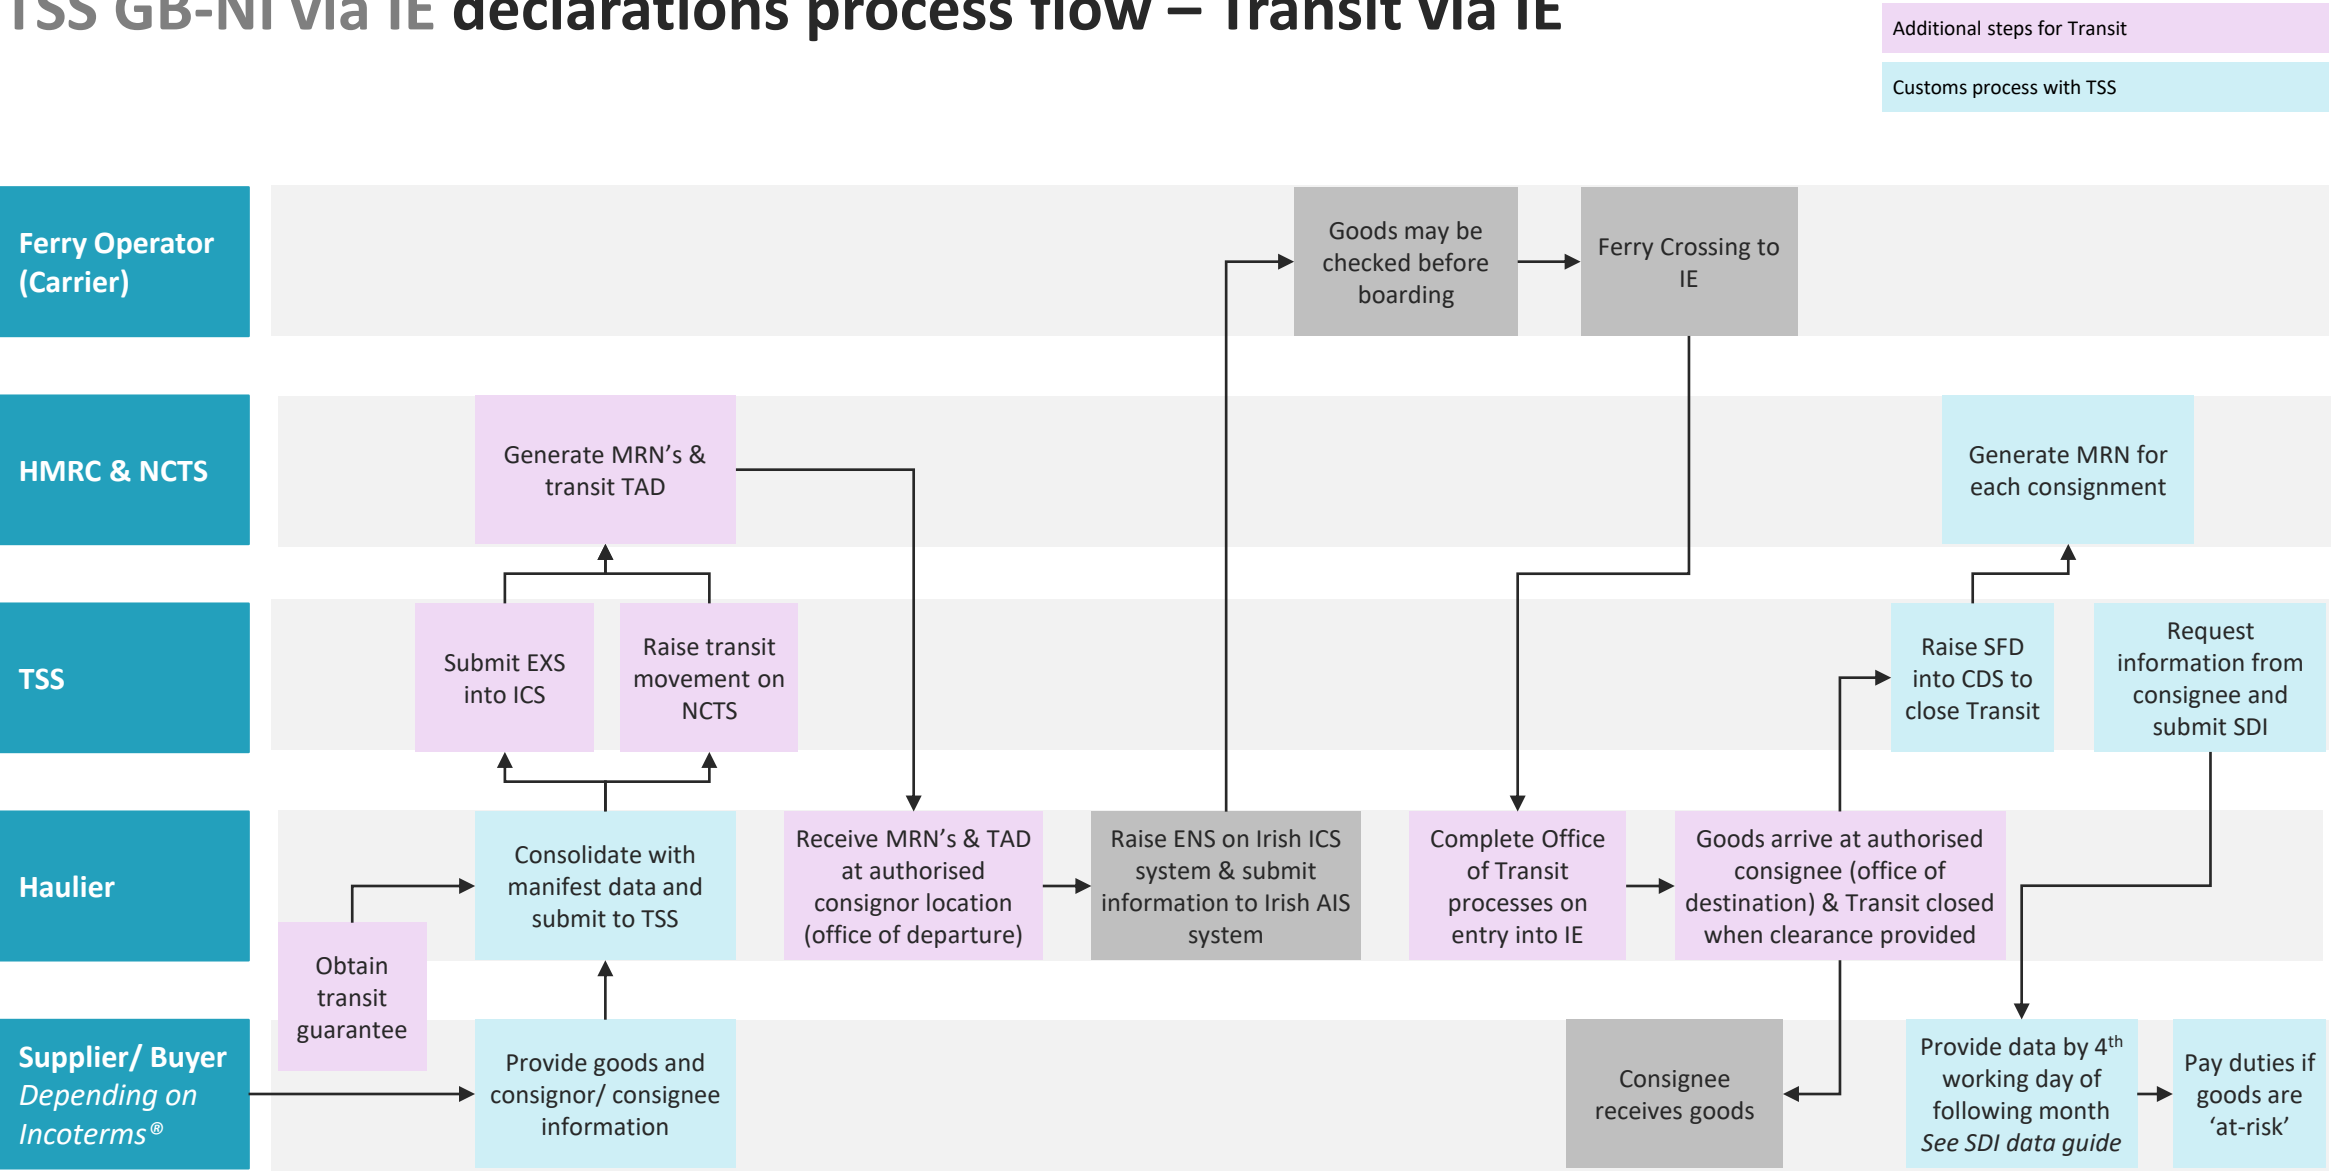 TSS GB-NI via IE declarations process flow – Transit via IE
Additional steps for Transit
Customs process with TSS
Ferry Operator
(Carrier)
Goods may be
checked before
boarding
Ferry Crossing to
IE
HMRC & NCTS
Generate MRN’s &
transit TAD
Generate MRN for
each consignment
TSS
Submit EXS
into ICS
Raise transit
movement on
NCTS
Raise SFD
into CDS to
close Transit
Request
information from
consignee and
submit SDI
Haulier
Consolidate with
manifest data and
submit to TSS
Receive MRN’s & TAD
at authorised
consignor location
(office of departure)
Raise ENS on Irish ICS
system & submit
information to Irish AIS
system
Complete Office
of Transit
processes on
entry into IE
Goods arrive at authorised
consignee (office of
destination) & Transit closed
when clearance provided
Obtain
transit
guarantee
Supplier/ Buyer
Depending on
Incoterms®
Provide goods and
consignor/ consignee
information
Consignee
receives goods
Provide data by 4th
working day of
following month
See SDI data guide
Pay duties if
goods are
‘at-risk’